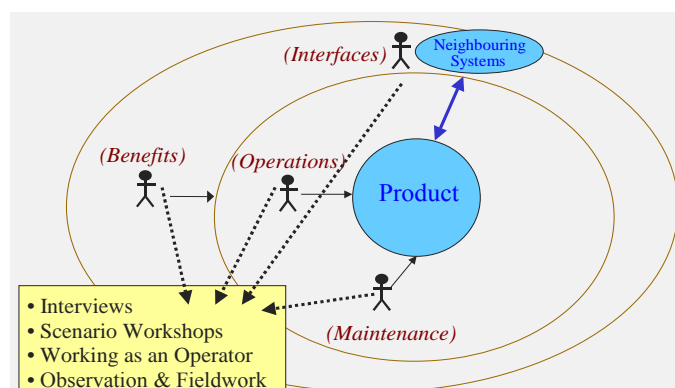 (Interfaces)
Neighbouring
Systems
(Benefits)
(Operations)
Product
(Maintenance)
• Interviews
• Scenario Workshops
• Working as an Operator
• Observation & Fieldwork